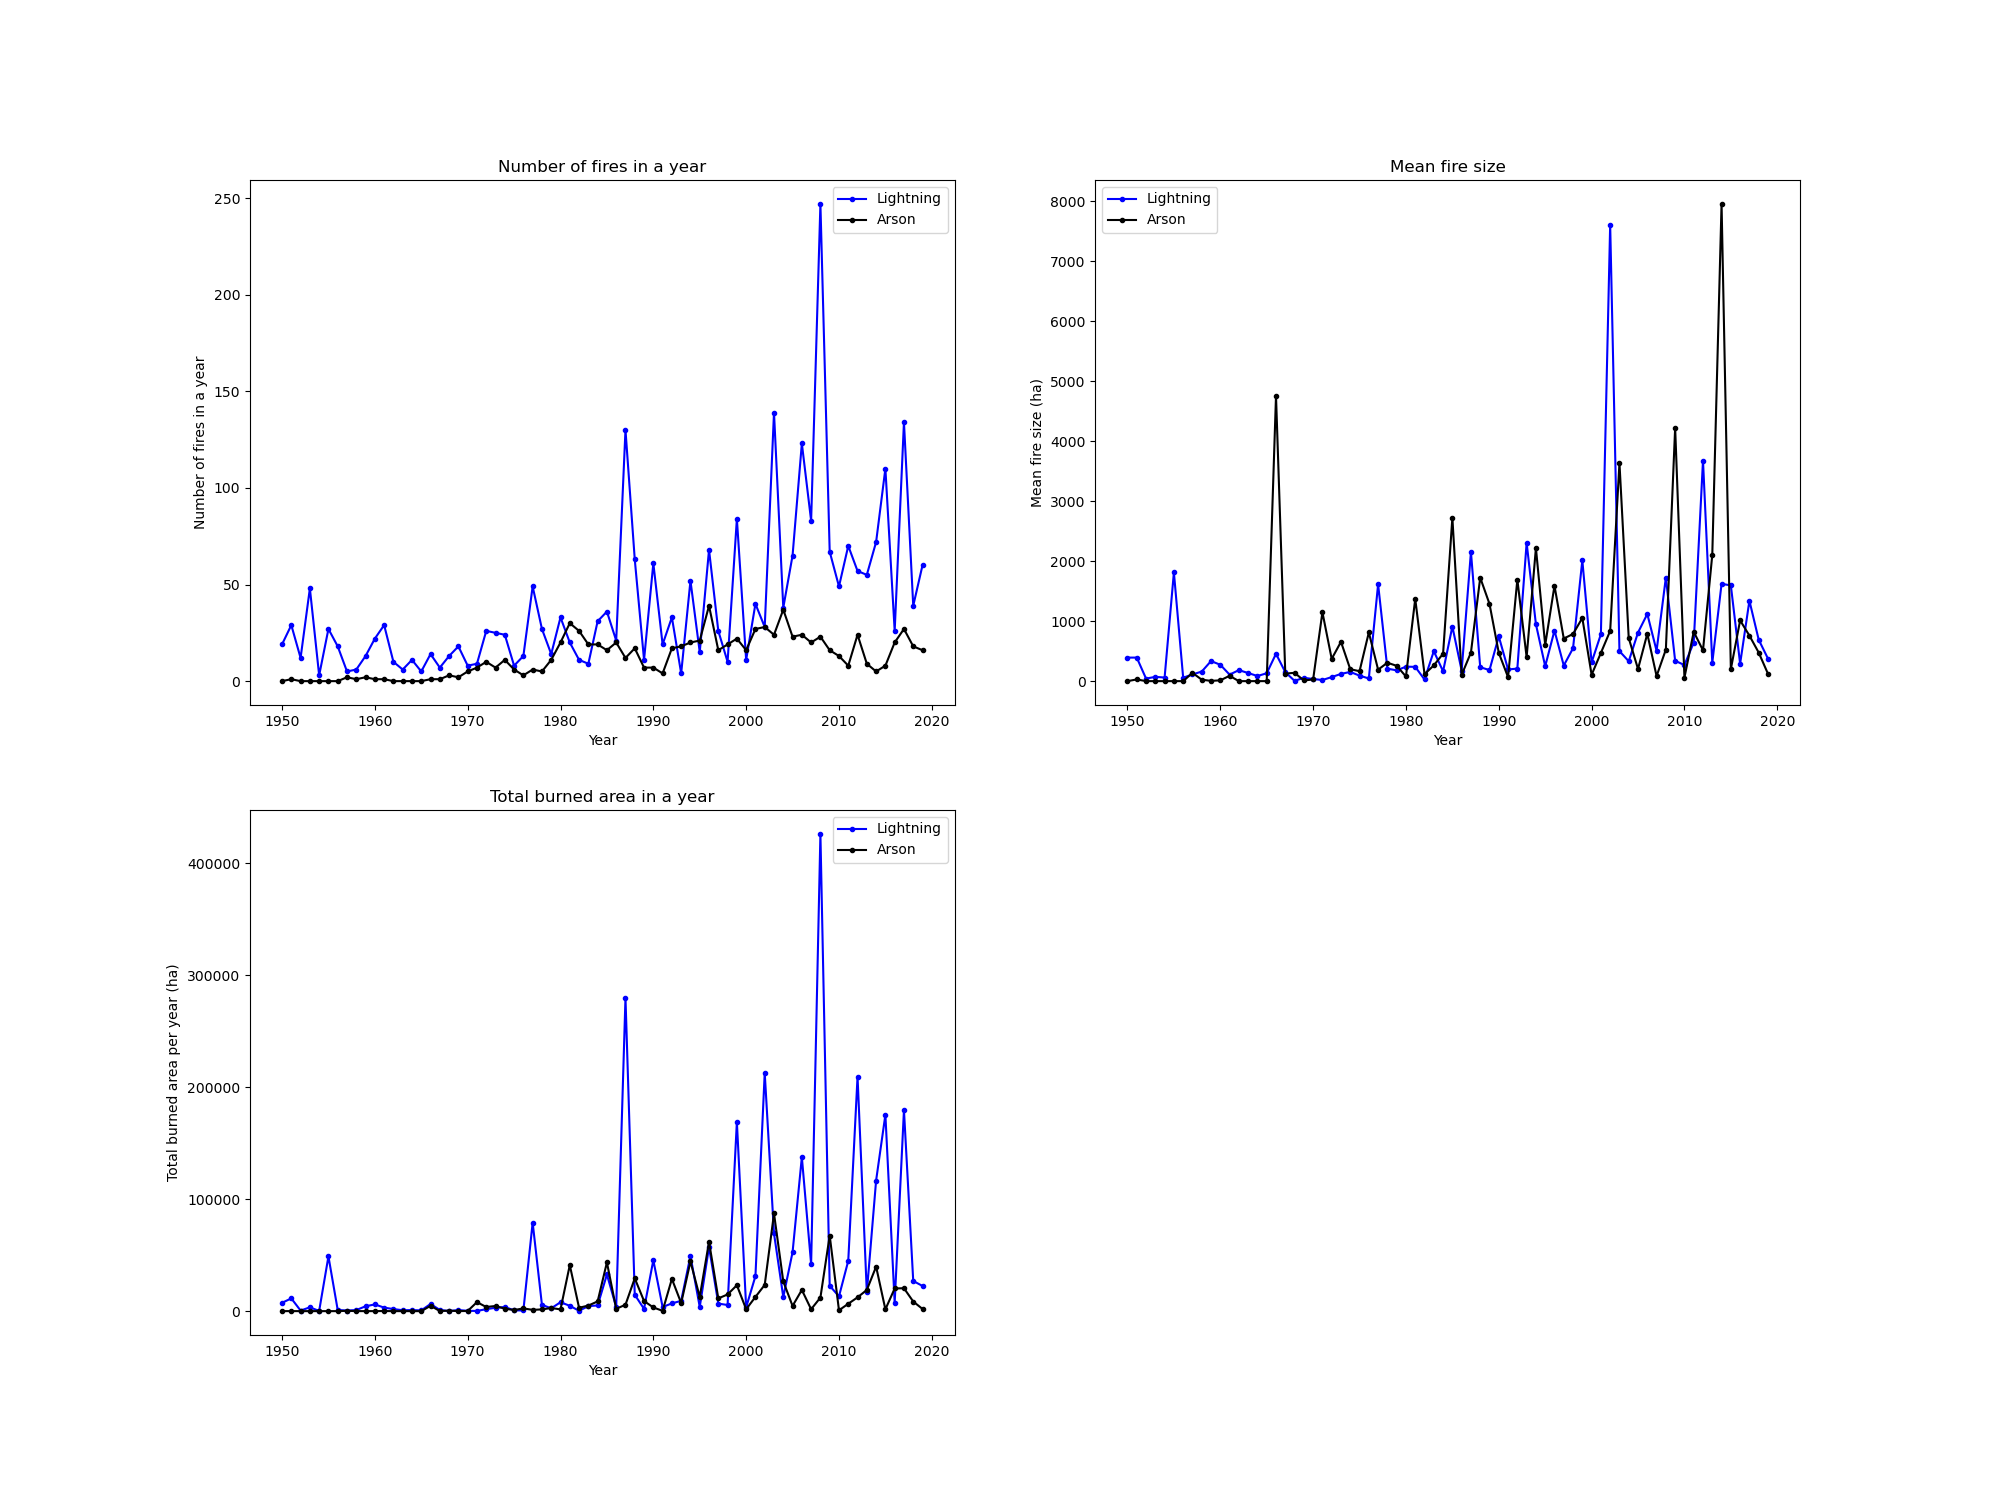 Number of fires in a year
Number of fires in a year
250
200
150
100
50
0
Lightning
Arson
1950 1960 1970 1980 1990 2000 2010 2020
Year
Mean fire size
Mean fire size (ha)
8000
7000
6000
5000
4000
3000
2000
1000
0
Lightning
Arson
1950 1960 1970 1980 1990 2000 2010 2020
Year
Total burned area in a year
Total burned area per year (ha)
400000
300000
200000
100000
0
Lightning
Arson
1950 1960 1970 1980 1990 2000 2010 2020
Year